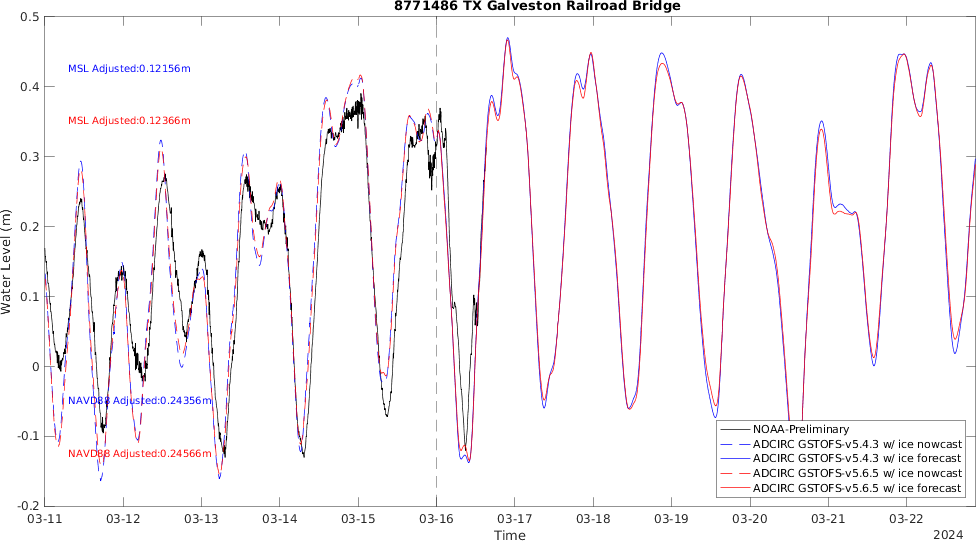 8771486 TX Galveston Railroad Bridge
0.5
0.4
0.3
0.2
0.1
0
-0.1
-0.2
Water Level (m)
MSL Adjusted:0.12156m
MSL Adjusted:0.12366m
NAVD88 Adjusted:0.24356m
NAVD88 Adjusted:0.24566m
NOAA-Preliminary
ADCIRC GSTOFS-v5.4.3 w/ ice nowcast
ADCIRC GSTOFS-v5.4.3 w/ ice forecast
ADCIRC GSTOFS-v5.6.5 w/ ice nowcast
ADCIRC GSTOFS-v5.6.5 w/ ice forecast
03-11 03-12 03-13 03-14 03-15 03-16 03-17 03-18 03-19 03-20 03-21 03-22
Time
2024